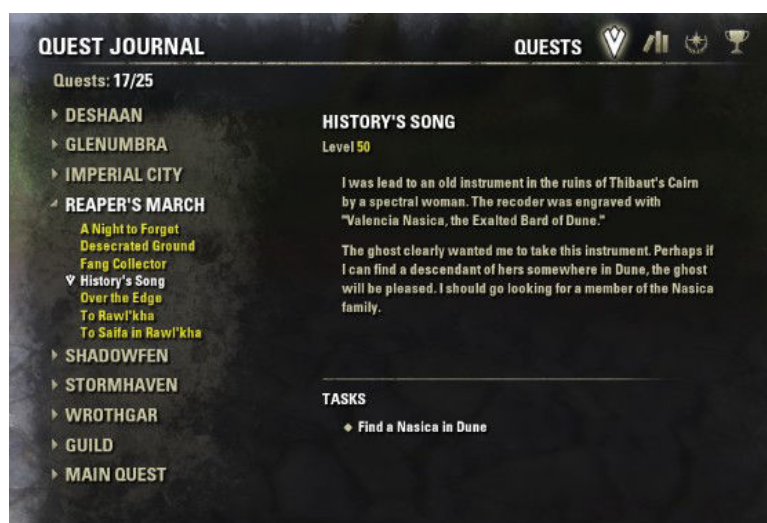 QUEST JOURNAL
QUESTS
Quests: 17/25
DESHAAN
GLENUMBRA
IMPERIAL CITY
REAPER'S MARCH
A Night to Forget
Desecrated Ground
Fang Collector
History's Song
Over the Edge
To Rawl'kha
To Saifa in Rawl'kha
SHADOWFEN
STORMHAVEN
WROTHGAR
GUILD
MAIN QUEST
HISTORY'S SONG
Level 50
I was lead to an old instrument in the ruins of Thibaut's Cairn
by a spectral woman. The recoder was engraved with
"Valencia Nasica, the Exalted Bard of Dune."
The ghost clearly wanted me to take this instrument. Perhaps if
I can find a descendant of hers somewhere in Dune, the ghost
will be pleased. I should go looking for a member of the Nasica
family.
TASKS
Find a Nasica in Dune